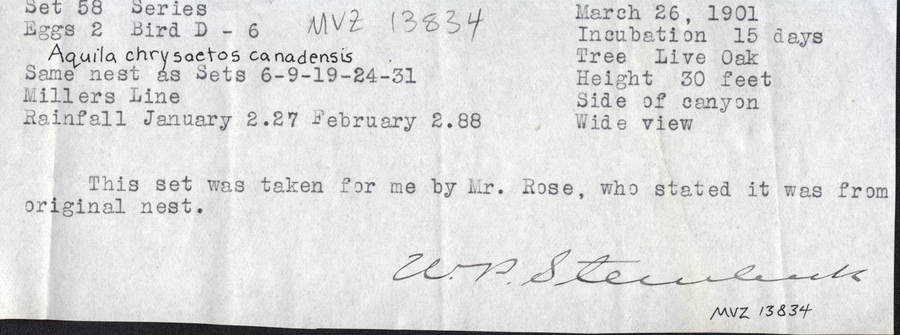 Set 58 Series
Eggs 2 Bird D - 6
MVZ 13834
Aquila chrysaetos canadensis
Same nest as Sets 6-9-19-24-31
Millers Line
Rainfall January 2.27 February 2.88
March 26, 1901
Incubation 15 days
Tree Live Oak
Height 30 feet
Side of canyon
Wide view
This set was taken for me by Mr. Rose, who stated it was from
original nest.
W.P. Steinbeck
MVZ 13834